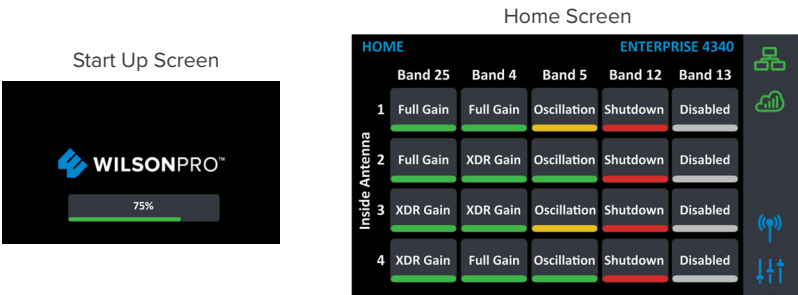 Start Up Screen
WILSONPRO™
75%
Home Screen
HOME
ENTERPRISE 4340
Band 25 Band 4 Band 5 Band 12 Band 13
Inside Antenna
1 Full Gain Full Gain Oscillation Shutdown Disabled
2 Full Gain XDR Gain Oscillation Shutdown Disabled
3 XDR Gain XDR Gain Oscillation Shutdown Disabled
4 XDR Gain Full Gain Oscillation Shutdown Disabled